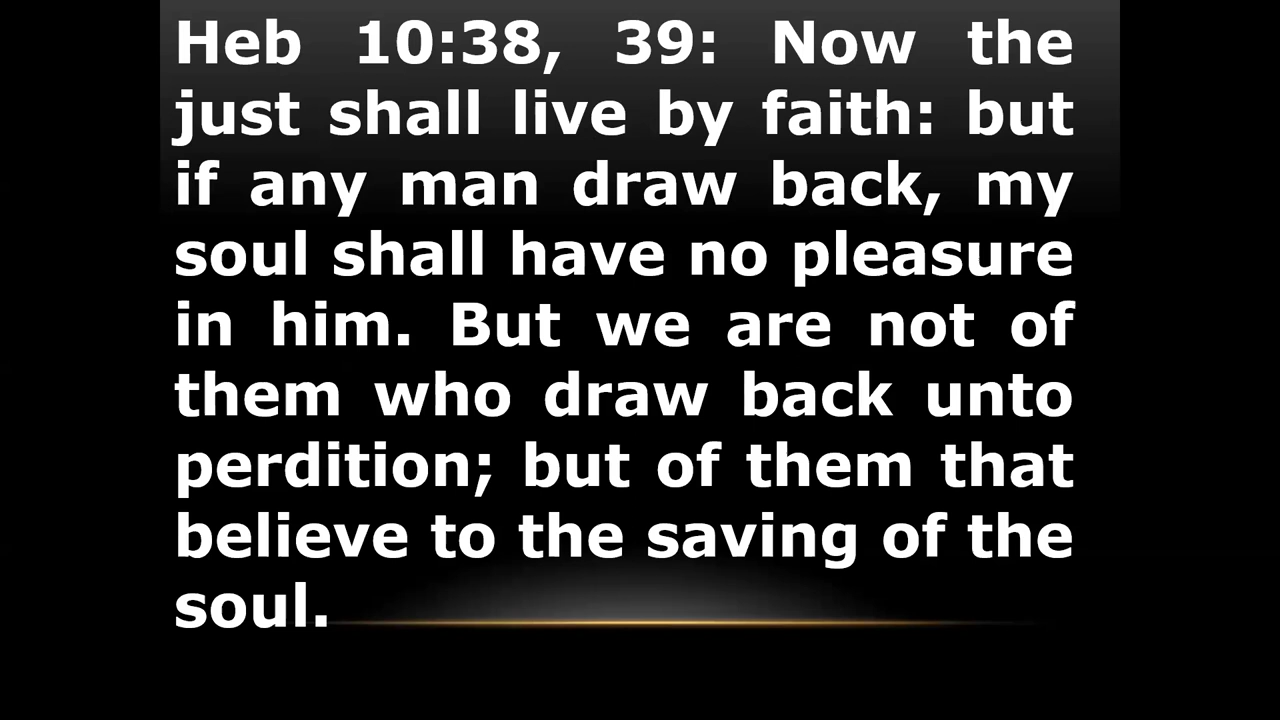 Heb 10:38, 39: Now the
just shall live by faith: but
if any man draw back, my
soul shall have no pleasure
in him. But we are not of
them who draw back unto
perdition; but of them that
believe to the saving of the
soul.